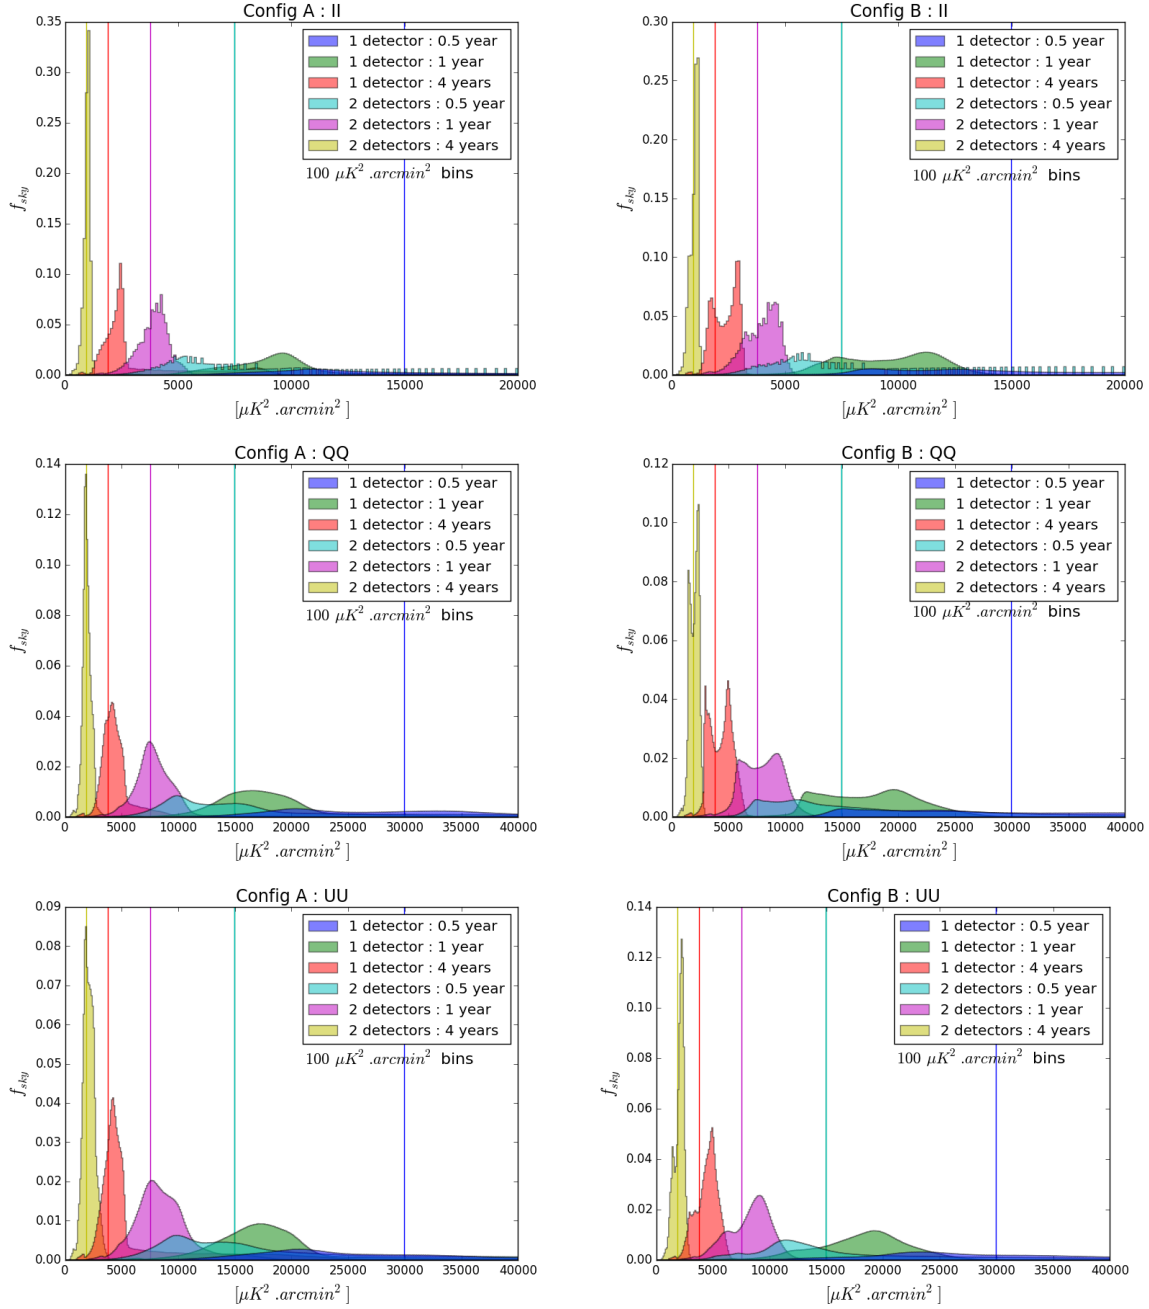 Config A : II
0.35
0.30
0.25
0.20
0.15
0.10
0.05
0.00
f_{sky}
1 detector : 0.5 year
1 detector : 1 year
1 detector : 4 years
2 detectors : 0.5 year
2 detectors : 1 year
2 detectors : 4 years
100 μK² .arcmin² bins
0 5000 10000 15000 20000
[μK² .arcmin² ]
Config B : II
0.30
0.25
0.20
0.15
0.10
0.05
0.00
f_{sky}
1 detector : 0.5 year
1 detector : 1 year
1 detector : 4 years
2 detectors : 0.5 year
2 detectors : 1 year
2 detectors : 4 years
100 μK² .arcmin² bins
0 5000 10000 15000 20000
[μK² .arcmin² ]
Config A : QQ
0.14
0.12
0.10
0.08
0.06
0.04
0.02
0.00
f_{sky}
1 detector : 0.5 year
1 detector : 1 year
1 detector : 4 years
2 detectors : 0.5 year
2 detectors : 1 year
2 detectors : 4 years
100 μK² .arcmin² bins
0 5000 10000 15000 20000 25000 30000 35000 40000
[μK² .arcmin² ]
Config B : QQ
0.12
0.10
0.08
0.06
0.04
0.02
0.00
f_{sky}
1 detector : 0.5 year
1 detector : 1 year
1 detector : 4 years
2 detectors : 0.5 year
2 detectors : 1 year
2 detectors : 4 years
100 μK² .arcmin² bins
0 5000 10000 15000 20000 25000 30000 35000 40000
[μK² .arcmin² ]
Config A : UU
0.09
0.08
0.07
0.06
0.05
0.04
0.03
0.02
0.01
0.00
f_{sky}
1 detector : 0.5 year
1 detector : 1 year
1 detector : 4 years
2 detectors : 0.5 year
2 detectors : 1 year
2 detectors : 4 years
100 μK² .arcmin² bins
0 5000 10000 15000 20000 25000 30000 35000 40000
[μK² .arcmin² ]
Config B : UU
0.14
0.12
0.10
0.08
0.06
0.04
0.02
0.00
f_{sky}
1 detector : 0.5 year
1 detector : 1 year
1 detector : 4 years
2 detectors : 0.5 year
2 detectors : 1 year
2 detectors : 4 years
100 μK² .arcmin² bins
0 5000 10000 15000 20000 25000 30000 35000 40000
[μK² .arcmin² ]